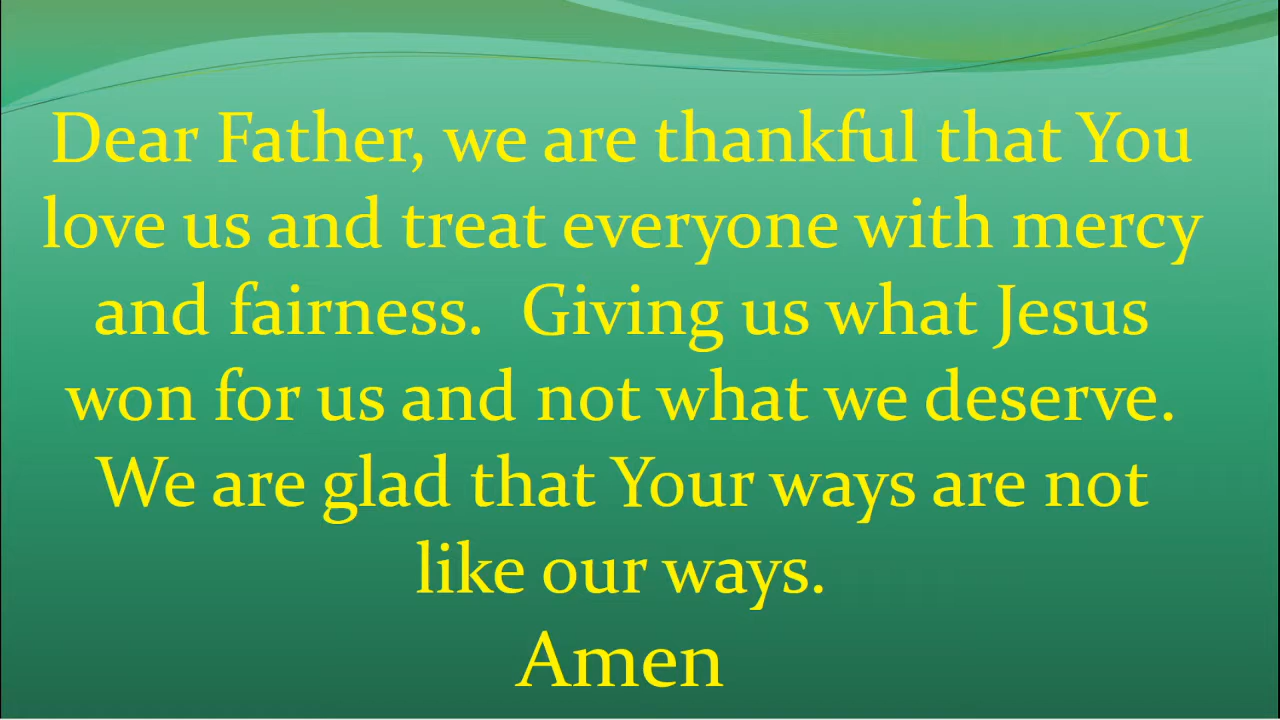 Dear Father, we are thankful that You
love us and treat everyone with mercy
and fairness.  Giving us what Jesus
won for us and not what we deserve.
We are glad that Your ways are not
like our ways.
Amen